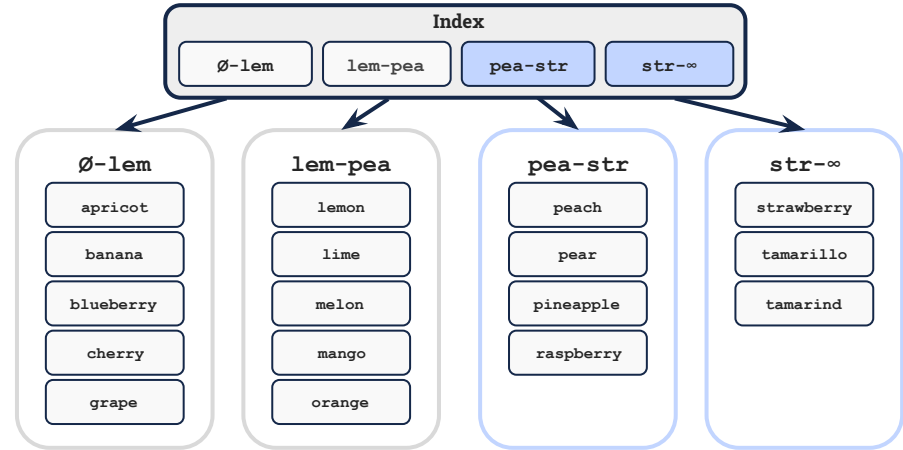 Index
Ø-lem lem-pea pea-str str-∞
Ø-lem
apricot
banana
blueberry
cherry
grape
lem-pea
lemon
lime
melon
mango
orange
pea-str
peach
pear
pineapple
raspberry
str-∞
strawberry
tamarillo
tamarind